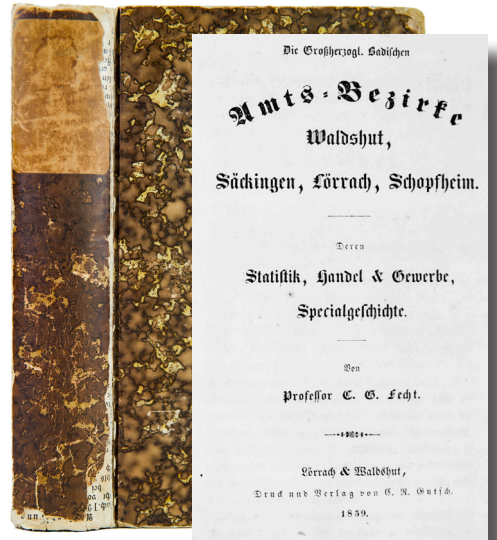 Die Großherzogl. Badischen
Amts-Bezirke
Waldshut,
Säckingen, Lörrach, Schopfheim.
Deren
Statistik, Handel & Gewerbe,
Specialgeschichte.
Von
Professor C. G. Fecht.
Lörrach & Waldshut,
Druck und Verlag von C. R. Gutsch.
1859.